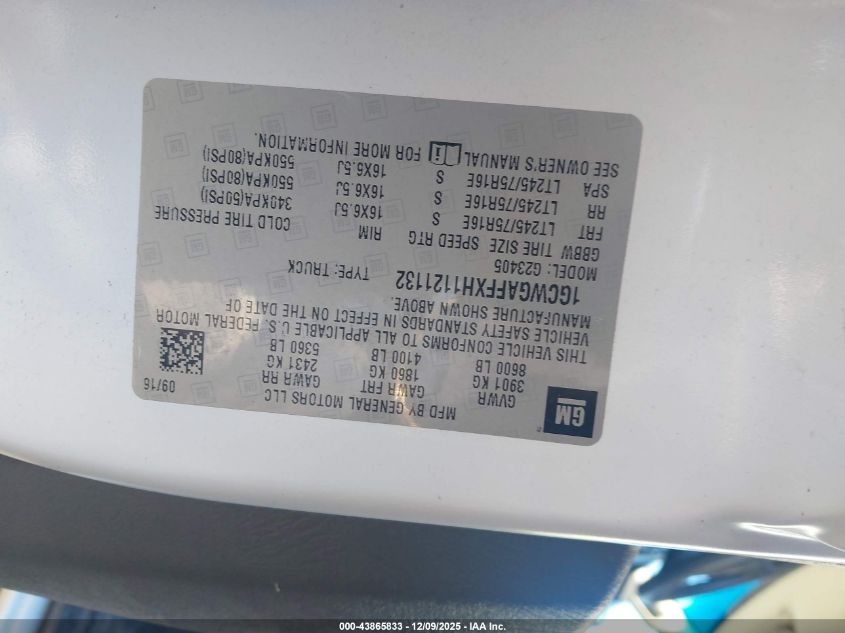 MFD BY GENERAL MOTORS LLC 09/16
GM
GVWR GAWR FRT GAWR RR
3901 KG 1860 KG 2431 KG
8600 LB 4100 LB 5360 LB
THIS VEHICLE CONFORMS TO ALL APPLICABLE U.S. FEDERAL MOTOR
VEHICLE SAFETY STANDARDS IN EFFECT ON THE DATE OF
MANUFACTURE SHOWN ABOVE.
1GCWGAFFXH1121132 TYPE: TRUCK
MODEL: G23405
GBBW TIRE SIZE SPEED RTG RIM COLD TIRE PRESSURE
FRT LT245/75R16E S 16X6.5J 340KPA(50PSI)
RR LT245/75R16E S 16X6.5J 550KPA(80PSI)
SPA LT245/75R16E S 16X6.5J 550KPA(80PSI)
SEE OWNER'S MANUAL FOR MORE INFORMATION.
000-43865833 - 12/09/2025 - IAA Inc.